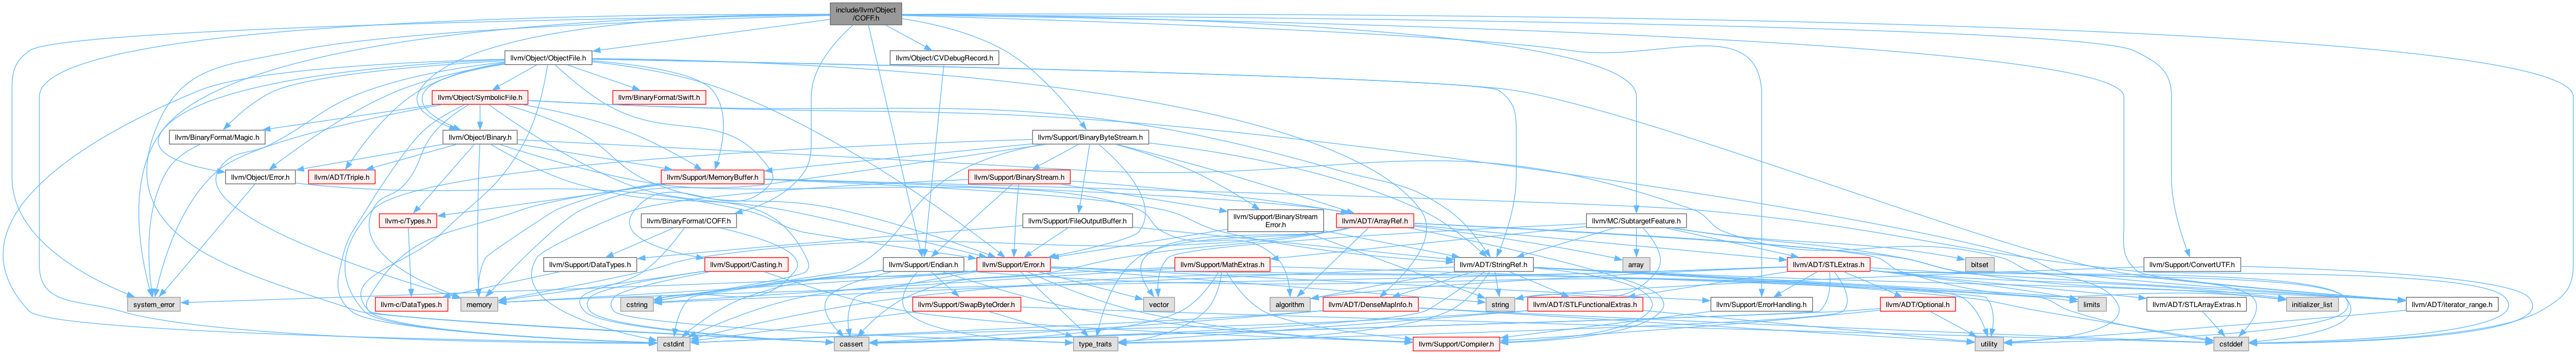 include/llvm/Object
/COFF.h
llvm/Object/ObjectFile.h
llvm/Object/CVDebugRecord.h
llvm/Object/SymbolicFile.h
llvm/BinaryFormat/Swift.h
llvm/BinaryFormat/Magic.h
llvm/Object/Binary.h
llvm/Support/BinaryByteStream.h
llvm/Object/Error.h
llvm/ADT/Triple.h
llvm/Support/MemoryBuffer.h
llvm/Support/BinaryStream.h
llvm-c/Types.h
llvm/BinaryFormat/COFF.h
llvm/Support/FileOutputBuffer.h
llvm/Support/BinaryStream
Error.h
llvm/ADT/ArrayRef.h
llvm/MC/SubtargetFeature.h
llvm/Support/DataTypes.h
llvm/Support/Casting.h
llvm/Support/Endian.h
llvm/Support/Error.h
llvm/Support/MathExtras.h
llvm/ADT/StringRef.h
array
llvm/ADT/STLExtras.h
bitset
llvm/Support/ConvertUTF.h
system_error
llvm-c/DataTypes.h
memory
cstring
llvm/Support/SwapByteOrder.h
vector
algorithm
llvm/ADT/DenseMapInfo.h
string
llvm/ADT/STLFunctionalExtras.h
llvm/Support/ErrorHandling.h
llvm/ADT/Optional.h
limits
llvm/ADT/STLArrayExtras.h
initializer_list
llvm/ADT/iterator_range.h
cstdint
cassert
type_traits
llvm/Support/Compiler.h
utility
cstddef